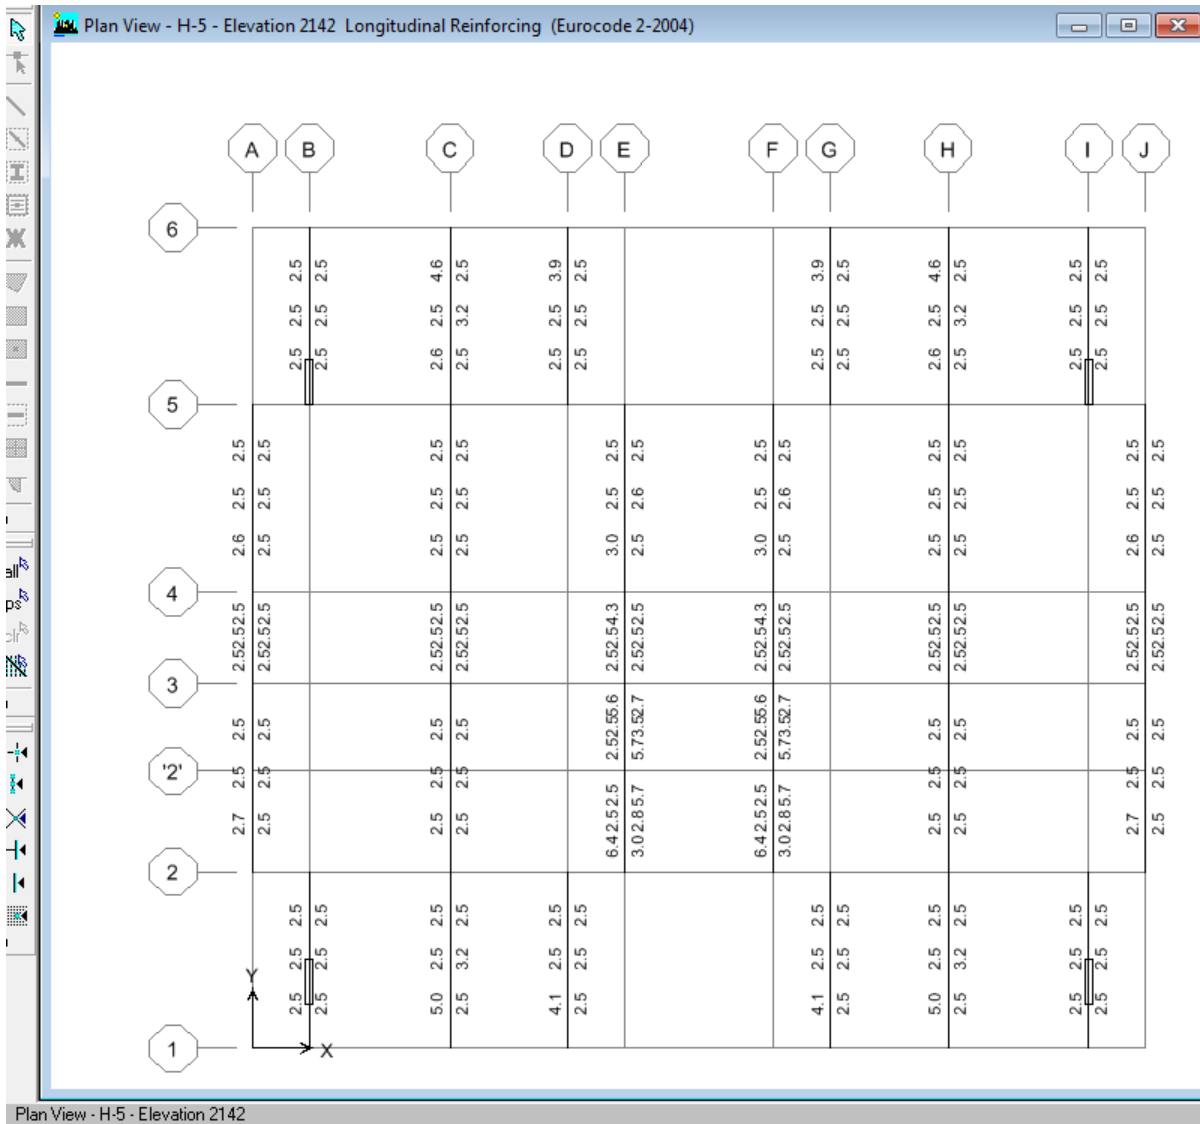 Plan View - H-5 - Elevation 2142 Longitudinal Reinforcing (Eurocode 2-2004)
A B C D E F G H I J
6
2.5 2.5 4.6 2.5 3.9 2.5 3.9 2.5 4.6 2.5 2.5 2.5
2.5 2.5 2.5 3.2 2.5 2.5 2.5 2.5 2.5 3.2 2.5 2.5
2.5 2.5 2.6 2.5 2.5 2.5 2.5 2.5 2.6 2.5 2.5 2.5
5
2.5 2.5 2.5 2.5 2.5 2.5 2.5 2.5 2.5 2.5 2.5 2.5
2.5 2.5 2.5 2.5 2.5 2.6 2.5 2.6 2.5 2.5 2.5 2.5
2.6 2.5 2.5 2.5 3.0 2.5 3.0 2.5 2.5 2.5 2.6 2.5
4
2.52.52.5 2.52.52.5 2.52.52.5 2.52.52.5 2.52.54.3 2.52.52.5 2.52.54.3 2.52.52.5 2.52.52.5 2.52.52.5 2.52.52.5 2.52.52.5
3
2.5 2.5 2.5 2.5 2.52.55.6 5.73.52.7 2.52.55.6 5.73.52.7 2.5 2.5 2.5 2.5
'2'
2.5 2.5 2.5 2.5 2.5 2.5 2.5 2.5
2.7 2.5 2.5 2.5 6.42.52.5 3.02.85.7 6.42.52.5 3.02.85.7 2.5 2.5 2.7 2.5
2
2.5 2.5 2.5 2.5 2.5 2.5 2.5 2.5 2.5 2.5 2.5 2.5
2.5 2.5 2.5 3.2 2.5 2.5 2.5 2.5 2.5 3.2 2.5 2.5
Y
2.5 2.5 5.0 2.5 4.1 2.5 4.1 2.5 5.0 2.5 2.5 2.5
1
X
all
ps
clr
Plan View - H-5 - Elevation 2142